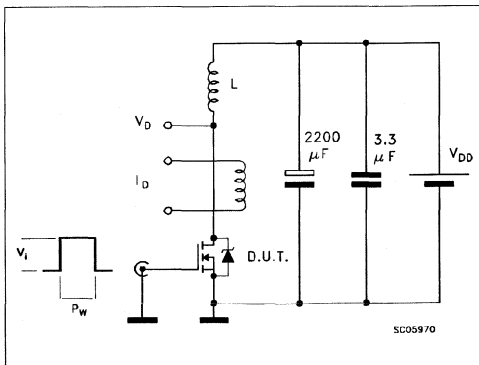 L
V_D
2200 µF
3.3 µF
V_DD
I_D
D.U.T.
V_i
P_W
SC05970